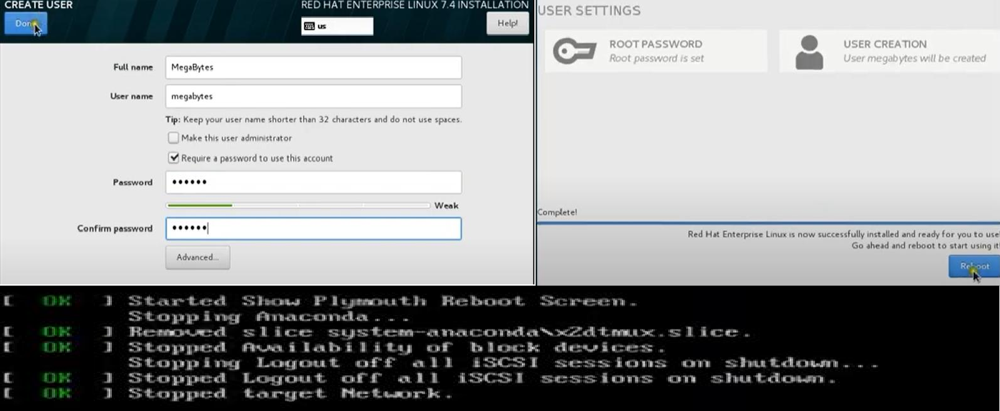 CREATE USER
RED HAT ENTERPRISE LINUX 7.4 INSTALLATION
Done
us
Help!
Full name
MegaBytes
User name
megabytes
Tip: Keep your user name shorter than 32 characters and do not use spaces.
Make this user administrator
Require a password to use this account
Password
••••••
Weak
Confirm password
••••••
Advanced...
USER SETTINGS
ROOT PASSWORD
Root password is set
USER CREATION
User megabytes will be created
Complete!
Red Hat Enterprise Linux is now successfully installed and ready for you to use!
Go ahead and reboot to start using it!
Reboot
[ OK ] Started Show Plymouth Reboot Screen.
Stopping Anaconda...
[ OK ] Removed slice system-anaconda\x2dtmux.slice.
[ OK ] Stopped Availability of block devices.
Stopping Logout off all iSCSI sessions on shutdown...
[ OK ] Stopped Logout off all iSCSI sessions on shutdown.
[ OK ] Stopped target Network.